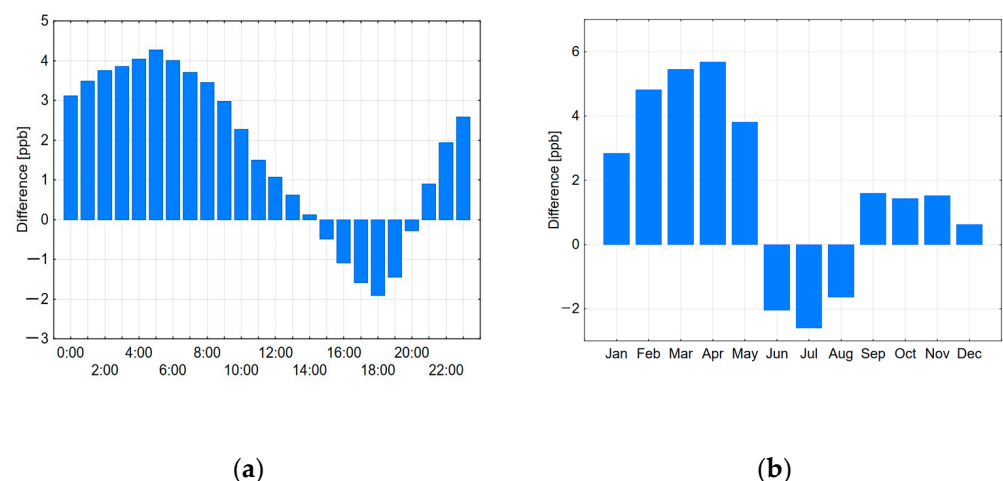 5
4
3
2
1
0
−1
−2
−3
Difference [ppb]
0:00 4:00 8:00 12:00 16:00 20:00
2:00 6:00 10:00 14:00 18:00 22:00
(a)
6
4
2
0
−2
Difference [ppb]
Jan Feb Mar Apr May Jun Jul Aug Sep Oct Nov Dec
(b)